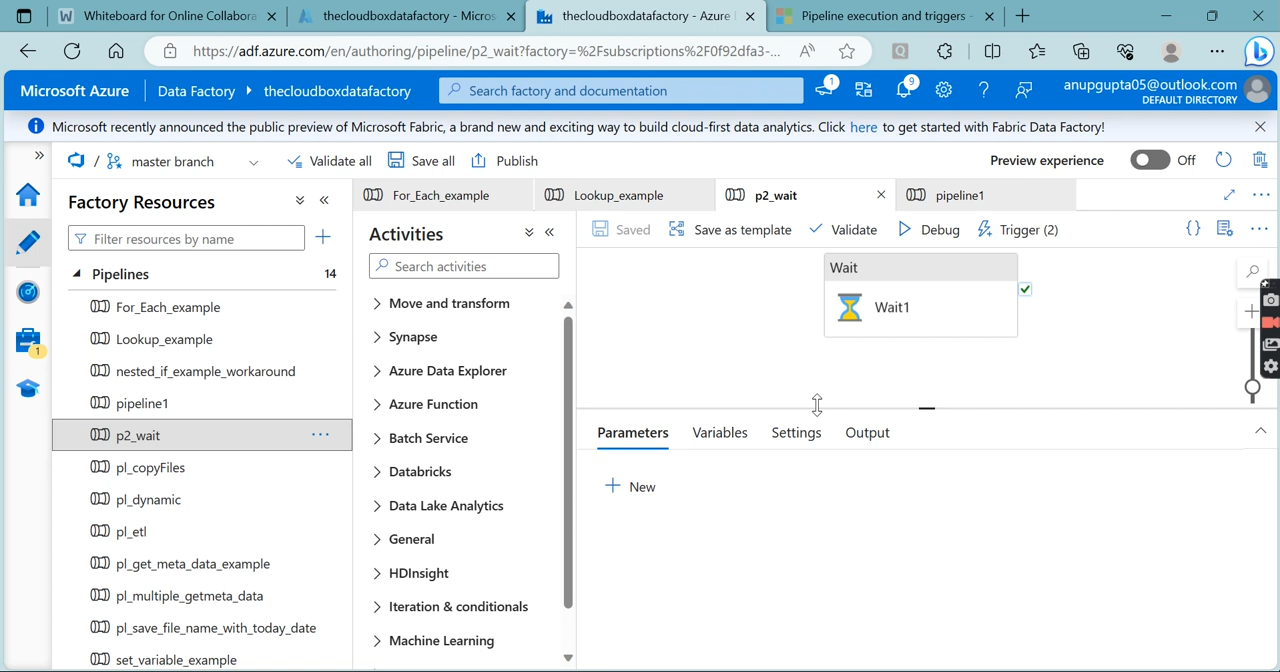 Whiteboard for Online Collabora
thecloudboxdatafactory - Micros
thecloudboxdatafactory - Azure
Pipeline execution and triggers -
https://adf.azure.com/en/authoring/pipeline/p2_wait?factory=%2Fsubscriptions%2F0f92dfa3-...
Microsoft Azure
Data Factory
thecloudboxdatafactory
Search factory and documentation
1
9
anupgupta05@outlook.com
DEFAULT DIRECTORY
Microsoft recently announced the public preview of Microsoft Fabric, a brand new and exciting way to build cloud-first data analytics. Click here to get started with Fabric Data Factory!
/ master branch
Validate all
Save all
Publish
Preview experience
Off
Factory Resources
Filter resources by name
Pipelines 14
For_Each_example
Lookup_example
nested_if_example_workaround
pipeline1
p2_wait
pl_copyFiles
pl_dynamic
pl_etl
pl_get_meta_data_example
pl_multiple_getmeta_data
pl_save_file_name_with_today_date
set_variable_example
1
For_Each_example
Lookup_example
p2_wait
pipeline1
Activities
Search activities
Move and transform
Synapse
Azure Data Explorer
Azure Function
Batch Service
Databricks
Data Lake Analytics
General
HDInsight
Iteration & conditionals
Machine Learning
Saved
Save as template
Validate
Debug
Trigger (2)
{}
Wait
Wait1
Parameters
Variables
Settings
Output
New